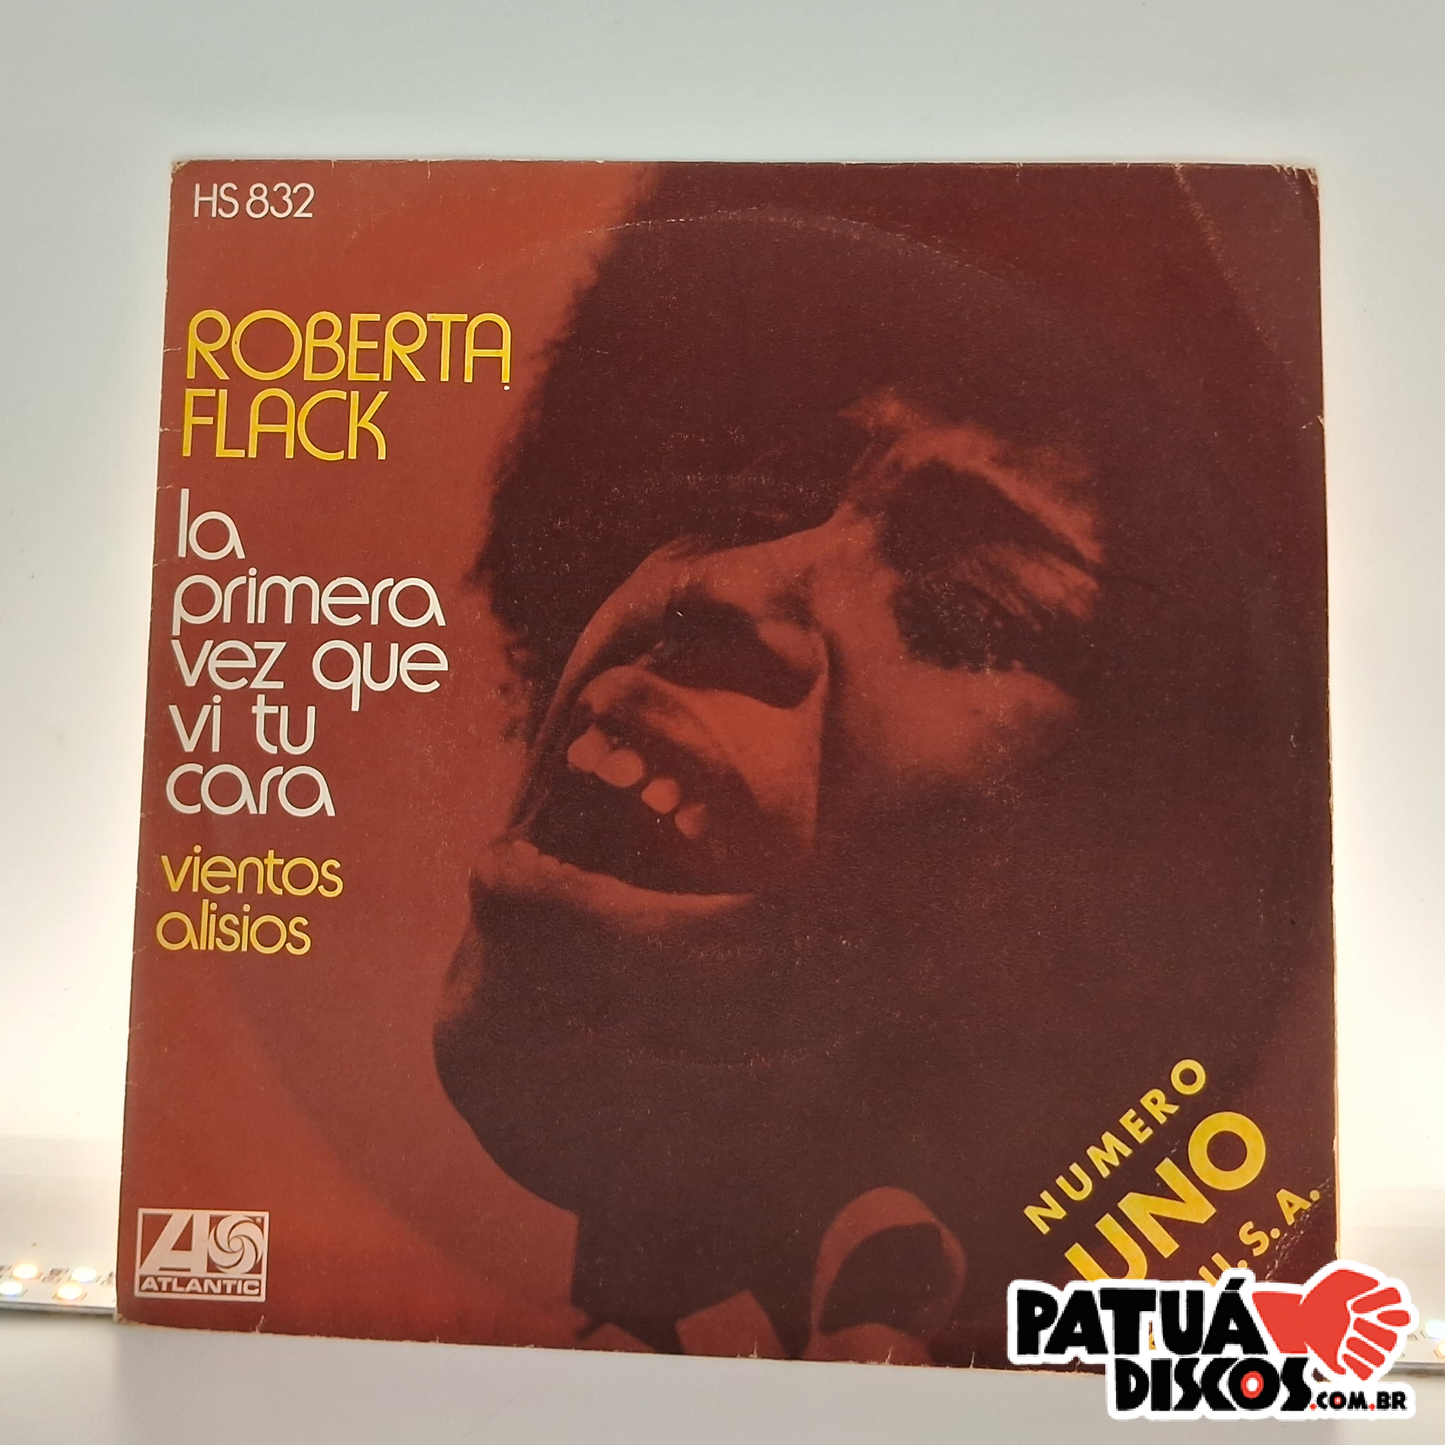 HS 832
ROBERTA
FLACK
la
primera
vez que
vi tu
cara
vientos
alisios
NUMERO
UNO
U.S.A.
ATLANTIC
PATUÁ
DISCOS
.COM.BR